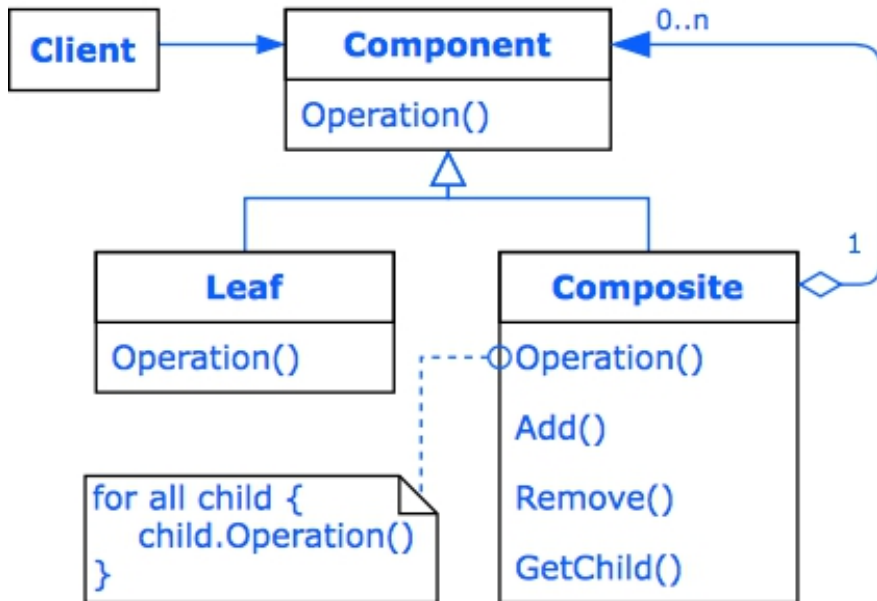 Client
Component
0..n
Operation()
1
Leaf
Composite
Operation()
Operation()
Add()
Remove()
GetChild()
for all child {
child.Operation()
}